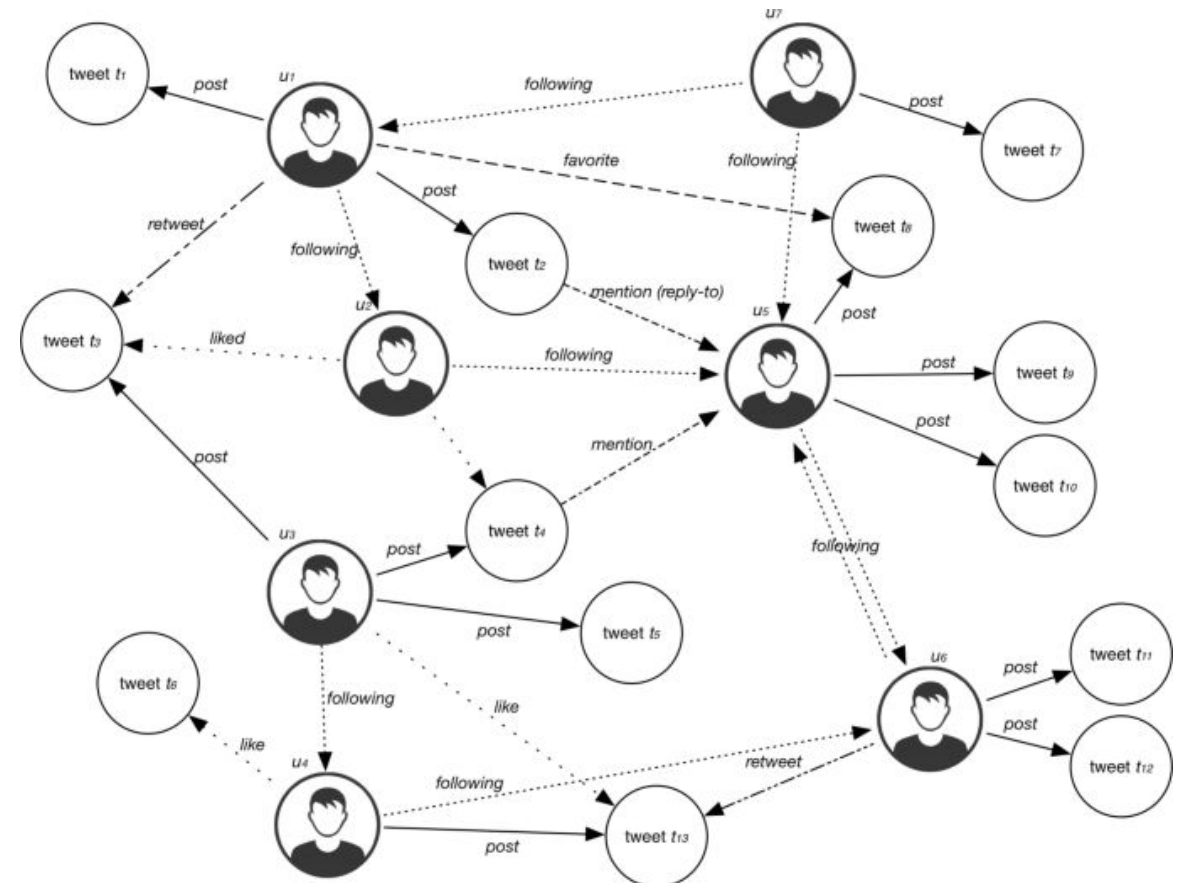 u7
tweet t1
post
u1
following
post
tweet t7
following
favorite
post
tweet t8
retweet
following
tweet t2
mention (reply-to)
u2
u5
post
tweet t3
liked
following
post
tweet t9
post
mention
post
tweet t10
u3
post
tweet t4
following
post
tweet t5
u6
post
tweet t11
tweet t6
following
like
post
like
u4
following
retweet
tweet t12
post
tweet t13